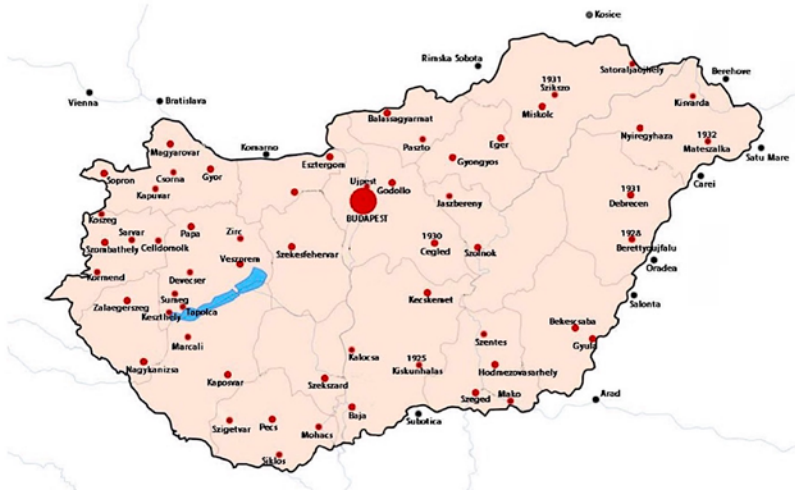 Kosice
Rimska Sobota
Satoraljaojhely
Berehove
1931
Szikszo
Vienna
Bratislava
Miskolc
Kisvarda
Balassagyarmat
Nyiregyhaza
1932
Mateszalka
Satu Mare
Magyarovar
Komarno
Esztergom
Paszto
Eger
Gyongyos
Sopron
Csorna
Gyor
Carei
Kapuvar
Ujpest
Godollo
BUDAPEST
Jaszbereny
1931
Debrecen
Koszeg
Sarvar
Papa
Zirc
1930
Cegled
1928
Berettyoujfalu
Szombathely
Celldomolk
Szekesfehervar
Szolnok
Veszprem
Oradea
Kormend
Devecser
Sumeg
Kecskemet
Salonta
Zalaegerszeg
Keszthely
Tapolca
Marcali
Bekescsaba
Szentes
Gyula
Nagykanizsa
Kalocsa
1925
Kiskunhalas
Hodmezovasarhely
Kaposvar
Szekszard
Szeged
Mako
Arad
Baja
Subotica
Szigetvar
Pecs
Mohacs
Siklos